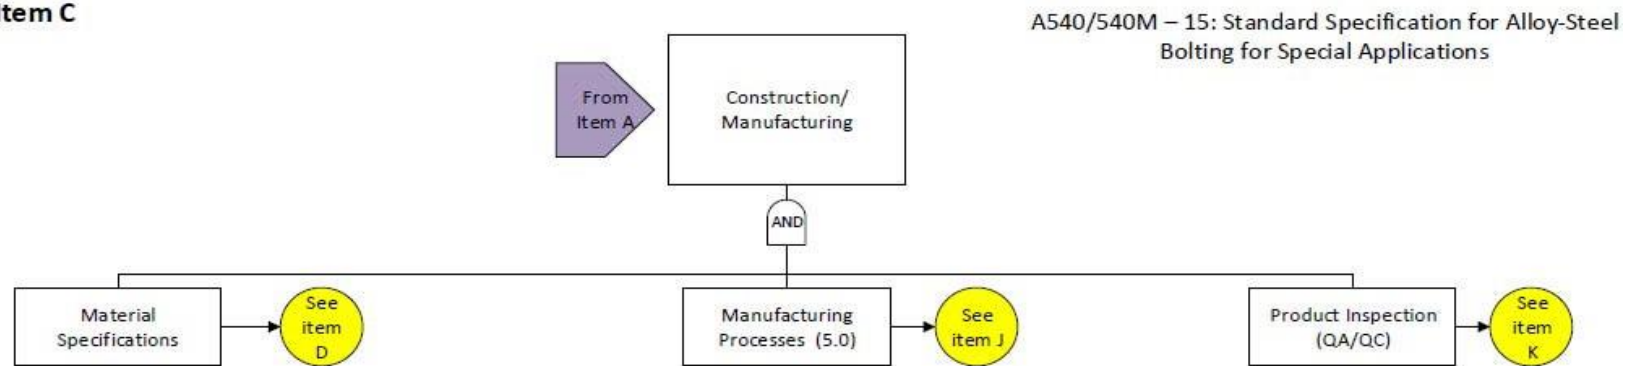 Item C
A540/540M – 15: Standard Specification for Alloy-Steel
Bolting for Special Applications
From
Item A
Construction/
Manufacturing
AND
Material
Specifications
See
item
D
Manufacturing
Processes (5.0)
See
item J
Product Inspection
(QA/QC)
See
item
K